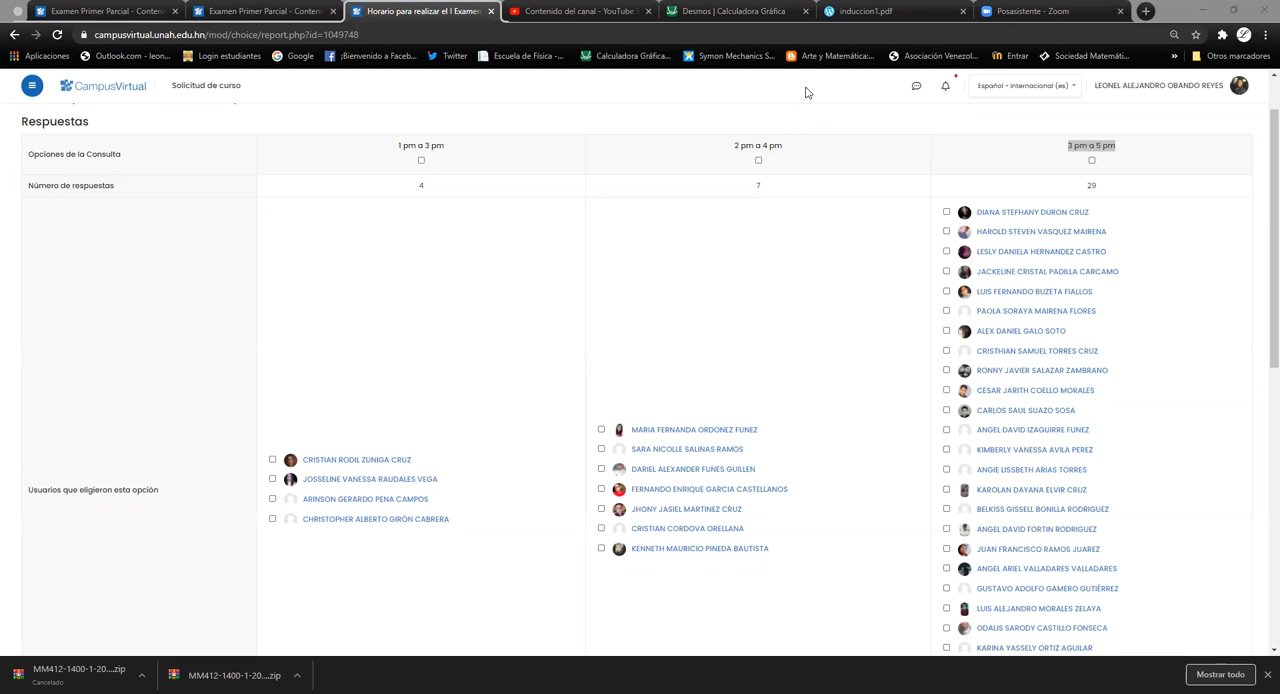 Examen Primer Parcial - Conteni
Examen Primer Parcial - Conteni
Horario para realizar el I Examen
Contenido del canal - YouTube S
Desmos | Calculadora Gráfica
induccion1.pdf
Posasistente - Zoom
campusvirtual.unah.edu.hn/mod/choice/report.php?id=1049748
Aplicaciones
Outlook.com - leon...
Login estudiantes
Google
¡Bienvenido a Faceb...
Twitter
Escuela de Física -...
Calculadora Gráfica...
Symon Mechanics S...
Arte y Matemática:...
Asociación Venezol...
Entrar
Sociedad Matemáti...
»
Otros marcadores
CampusVirtual
Solicitud de curso
Español - Internacional (es)
LEONEL ALEJANDRO OBANDO REYES
Respuestas
Opciones de la Consulta
1 pm a 3 pm
2 pm a 4 pm
3 pm a 5 pm
Número de respuestas
4
7
29
Usuarios que eligieron esta opción
CRISTIAN RODIL ZUNIGA CRUZ
JOSSELINE VANESSA RAUDALES VEGA
ARINSON GERARDO PENA CAMPOS
CHRISTOPHER ALBERTO GIRÓN CABRERA
MARIA FERNANDA ORDONEZ FUNEZ
SARA NICOLLE SALINAS RAMOS
DARIEL ALEXANDER FUNES GUILLEN
FERNANDO ENRIQUE GARCIA CASTELLANOS
JHONY JASIEL MARTINEZ CRUZ
CRISTIAN CORDOVA ORELLANA
KENNETH MAURICIO PINEDA BAUTISTA
DIANA STEFHANY DURON CRUZ
HAROLD STEVEN VASQUEZ MAIRENA
LESLY DANIELA HERNANDEZ CASTRO
JACKELINE CRISTAL PADILLA CARCAMO
LUIS FERNANDO BUZETA FIALLOS
PAOLA SORAYA MAIRENA FLORES
ALEX DANIEL GALO SOTO
CRISTHIAN SAMUEL TORRES CRUZ
RONNY JAVIER SALAZAR ZAMBRANO
CESAR JARITH COELLO MORALES
CARLOS SAUL SUAZO SOSA
ANGEL DAVID IZAGUIRRE FUNEZ
KIMBERLY VANESSA AVILA PEREZ
ANGIE LISSBETH ARIAS TORRES
KAROLAN DAYANA ELVIR CRUZ
BELKISS GISSELL BONILLA RODRIGUEZ
ANGEL DAVID FORTIN RODRIGUEZ
JUAN FRANCISCO RAMOS JUAREZ
ANGEL ARIEL VALLADARES VALLADARES
GUSTAVO ADOLFO GAMERO GUTIÉRREZ
LUIS ALEJANDRO MORALES ZELAYA
ODALIS SARODY CASTILLO FONSECA
KARINA YASSELY ORTIZ AGUILAR
MM412-1400-1-20....zip
Cancelado
MM412-1400-1-20....zip
Mostrar todo